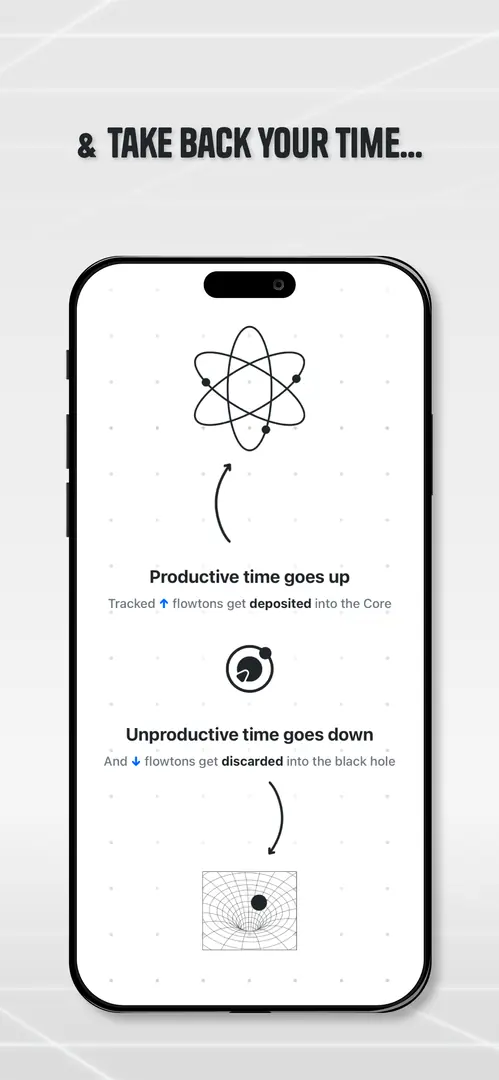 & TAKE BACK YOUR TIME...
Productive time goes up
Tracked ↑ flowtons get deposited into the Core
Unproductive time goes down
And ↓ flowtons get discarded into the black hole